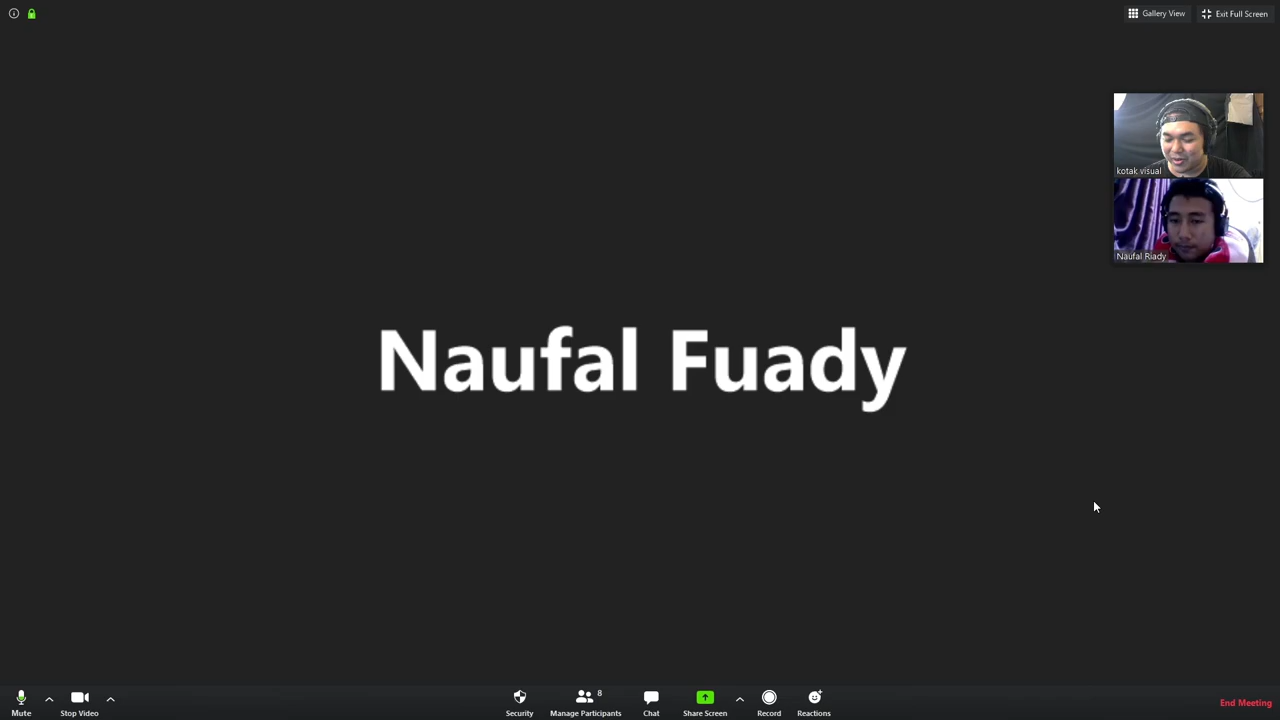 Gallery View
Exit Full Screen
kotak visual
Naufal Riady
Naufal Fuady
Mute
Stop Video
Security
Manage Participants
8
Chat
Share Screen
Record
Reactions
End Meeting